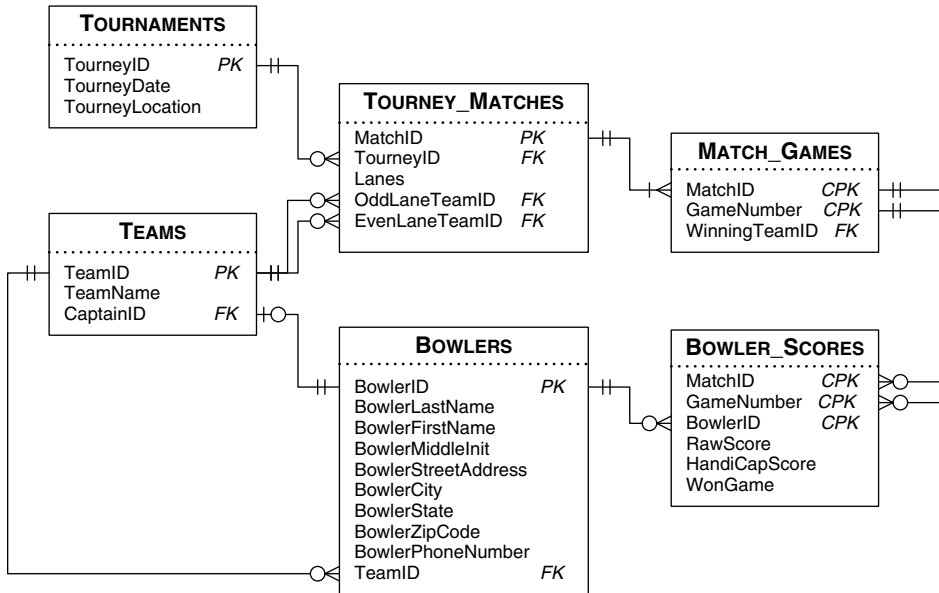 TOURNAMENTS
TourneyID PK
TourneyDate
TourneyLocation
TOURNEY_MATCHES
MatchID PK
TourneyID FK
Lanes
OddLaneTeamID FK
EvenLaneTeamID FK
MATCH_GAMES
MatchID CPK
GameNumber CPK
WinningTeamID FK
TEAMS
TeamID PK
TeamName
CaptainID FK
BOWLERS
BowlerID PK
BowlerLastName
BowlerFirstName
BowlerMiddleInit
BowlerStreetAddress
BowlerCity
BowlerState
BowlerZipCode
BowlerPhoneNumber
TeamID FK
BOWLER_SCORES
MatchID CPK
GameNumber CPK
BowlerID CPK
RawScore
HandiCapScore
WonGame